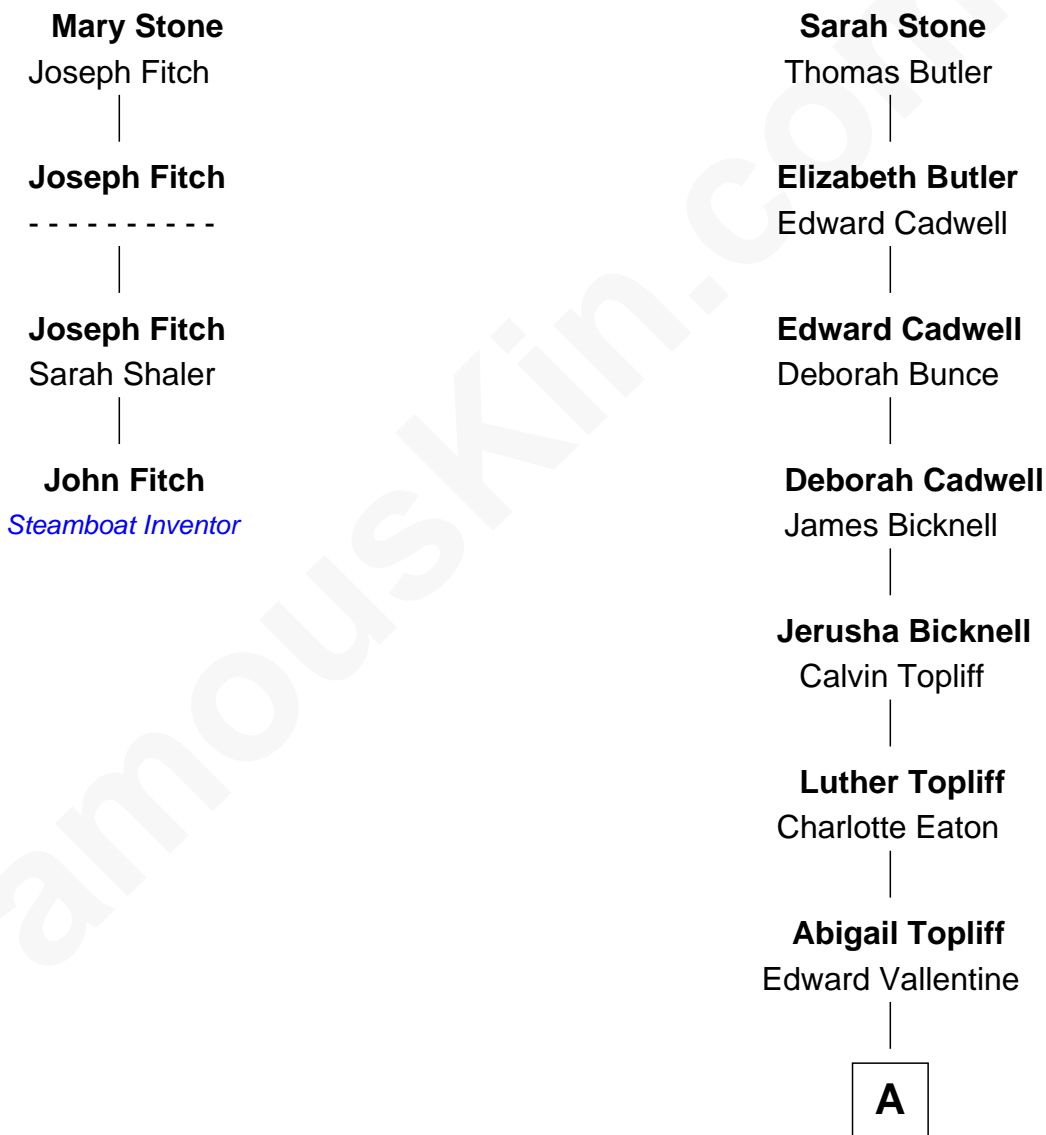 Mary Stone
Joseph Fitch
Joseph Fitch
- - - - - - - - - -
Joseph Fitch
Sarah Shaler
John Fitch
Steamboat Inventor
Sarah Stone
Thomas Butler
Elizabeth Butler
Edward Cadwell
Edward Cadwell
Deborah Bunce
Deborah Cadwell
James Bicknell
Jerusha Bicknell
Calvin Topliff
Luther Topliff
Charlotte Eaton
Abigail Topliff
Edward Vallentine
A
amouskin.com